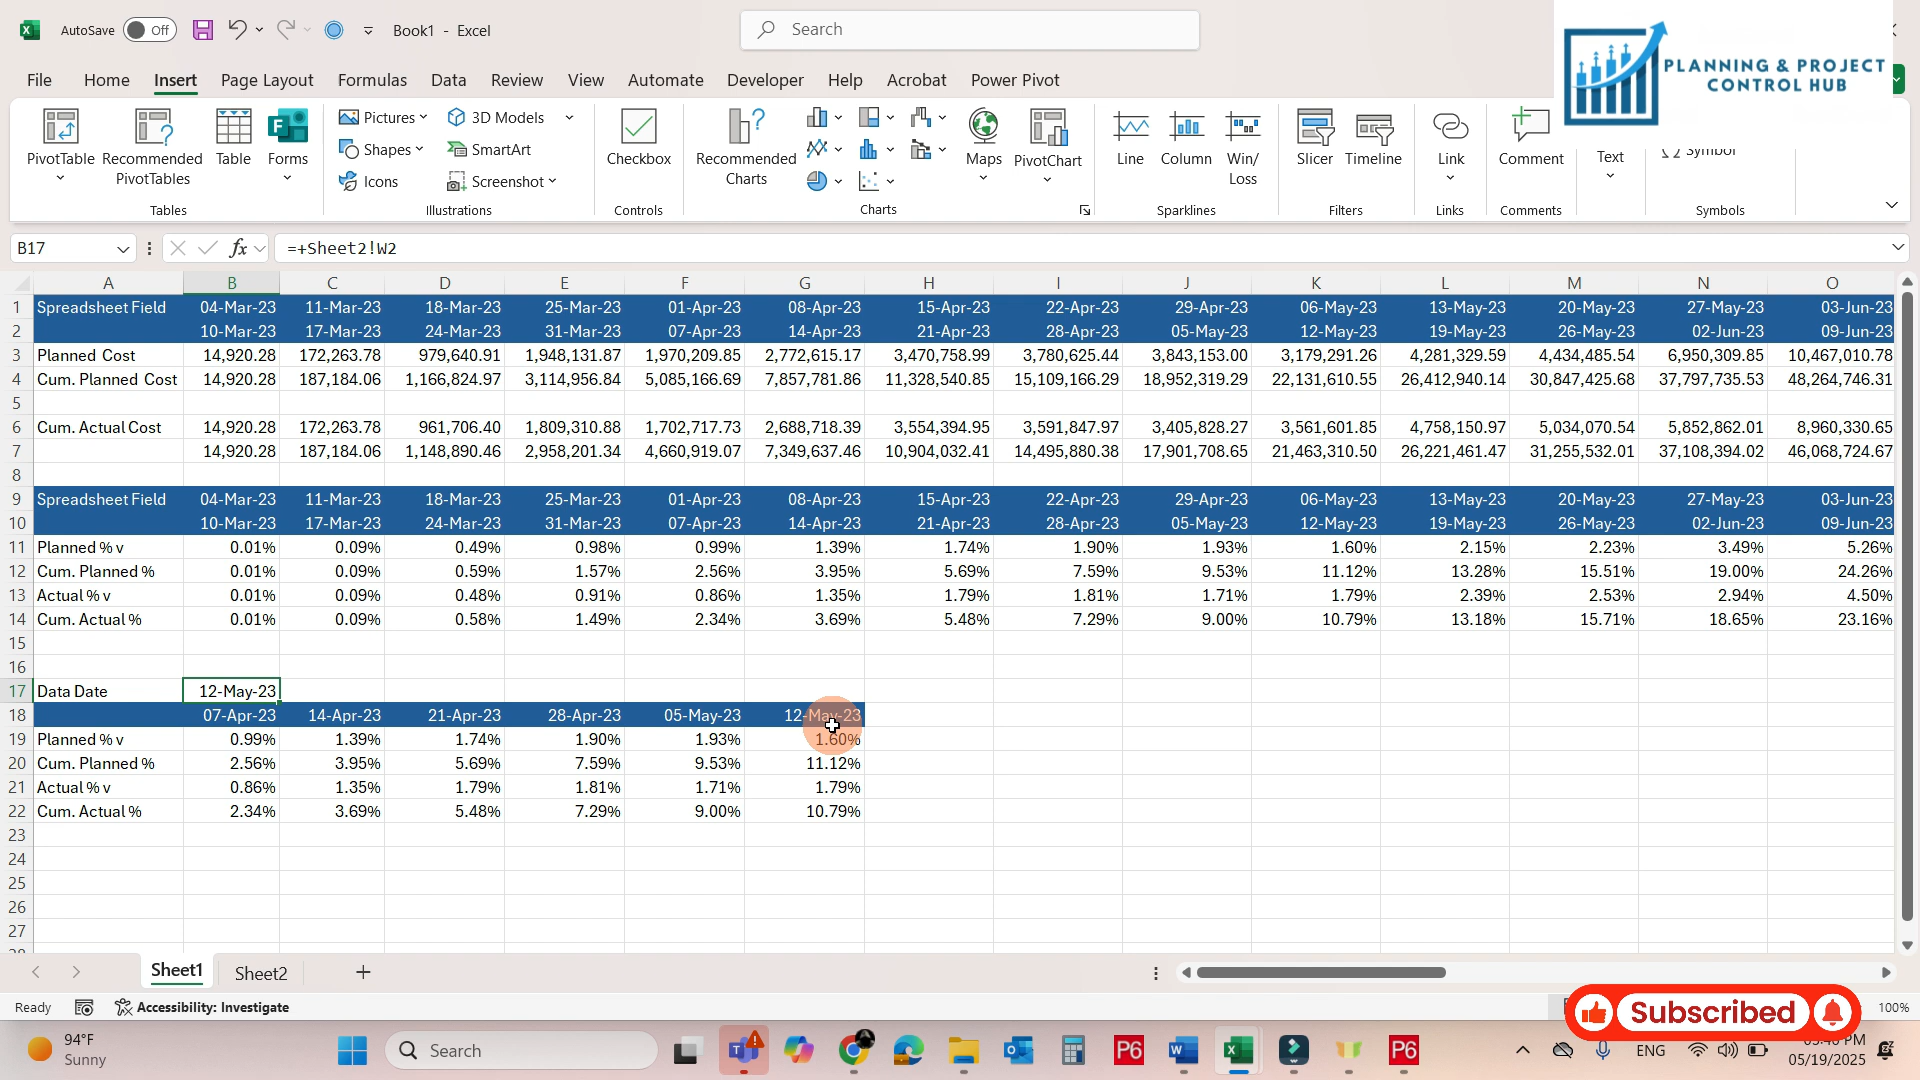 AutoSave Off Book1 - Excel Search
PLANNING & PROJECT
CONTROL HUB
File Home Insert Page Layout Formulas Data Review View Automate Developer Help Acrobat Power Pivot
PivotTable Recommended PivotTables Table Forms Pictures Shapes Icons 3D Models SmartArt Screenshot Checkbox Recommended Charts Maps PivotChart Line Column Win/Loss Slicer Timeline Link Comment Text Symbol
Tables Illustrations Controls Charts Sparklines Filters Links Comments Symbols
B17 fx =+Sheet2!W2
A B C D E F G H I J K L M N O
1 Spreadsheet Field 04-Mar-23 11-Mar-23 18-Mar-23 25-Mar-23 01-Apr-23 08-Apr-23 15-Apr-23 22-Apr-23 29-Apr-23 06-May-23 13-May-23 20-May-23 27-May-23 03-Jun-23
2 10-Mar-23 17-Mar-23 24-Mar-23 31-Mar-23 07-Apr-23 14-Apr-23 21-Apr-23 28-Apr-23 05-May-23 12-May-23 19-May-23 26-May-23 02-Jun-23 09-Jun-23
3 Planned Cost 14,920.28 172,263.78 979,640.91 1,948,131.87 1,970,209.85 2,772,615.17 3,470,758.99 3,780,625.44 3,843,153.00 3,179,291.26 4,281,329.59 4,434,485.54 6,950,309.85 10,467,010.78
4 Cum. Planned Cost 14,920.28 187,184.06 1,166,824.97 3,114,956.84 5,085,166.69 7,857,781.86 11,328,540.85 15,109,166.29 18,952,319.29 22,131,610.55 26,412,940.14 30,847,425.68 37,797,735.53 48,264,746.31
5
6 Cum. Actual Cost 14,920.28 172,263.78 961,706.40 1,809,310.88 1,702,717.73 2,688,718.39 3,554,394.95 3,591,847.97 3,405,828.27 3,561,601.85 4,758,150.97 5,034,070.54 5,852,862.01 8,960,330.65
7 14,920.28 187,184.06 1,148,890.46 2,958,201.34 4,660,919.07 7,349,637.46 10,904,032.41 14,495,880.38 17,901,708.65 21,463,310.50 26,221,461.47 31,255,532.01 37,108,394.02 46,068,724.67
8
9 Spreadsheet Field 04-Mar-23 11-Mar-23 18-Mar-23 25-Mar-23 01-Apr-23 08-Apr-23 15-Apr-23 22-Apr-23 29-Apr-23 06-May-23 13-May-23 20-May-23 27-May-23 03-Jun-23
10 10-Mar-23 17-Mar-23 24-Mar-23 31-Mar-23 07-Apr-23 14-Apr-23 21-Apr-23 28-Apr-23 05-May-23 12-May-23 19-May-23 26-May-23 02-Jun-23 09-Jun-23
11 Planned % v 0.01% 0.09% 0.49% 0.98% 0.99% 1.39% 1.74% 1.90% 1.93% 1.60% 2.15% 2.23% 3.49% 5.26%
12 Cum. Planned % 0.01% 0.09% 0.59% 1.57% 2.56% 3.95% 5.69% 7.59% 9.53% 11.12% 13.28% 15.51% 19.00% 24.26%
13 Actual % v 0.01% 0.09% 0.48% 0.91% 0.86% 1.35% 1.79% 1.81% 1.71% 1.79% 2.39% 2.53% 2.94% 4.50%
14 Cum. Actual % 0.01% 0.09% 0.58% 1.49% 2.34% 3.69% 5.48% 7.29% 9.00% 10.79% 13.18% 15.71% 18.65% 23.16%
15
16
17 Data Date 12-May-23
18 07-Apr-23 14-Apr-23 21-Apr-23 28-Apr-23 05-May-23 12-May-23
19 Planned % v 0.99% 1.39% 1.74% 1.90% 1.93% 1.60%
20 Cum. Planned % 2.56% 3.95% 5.69% 7.59% 9.53% 11.12%
21 Actual % v 0.86% 1.35% 1.79% 1.81% 1.71% 1.79%
22 Cum. Actual % 2.34% 3.69% 5.48% 7.29% 9.00% 10.79%
23
24
25
26
27
Sheet1 Sheet2
Ready Accessibility: Investigate 100%
Subscribed
94°F
Sunny
Search P6 P6 ENG
05/19/2025